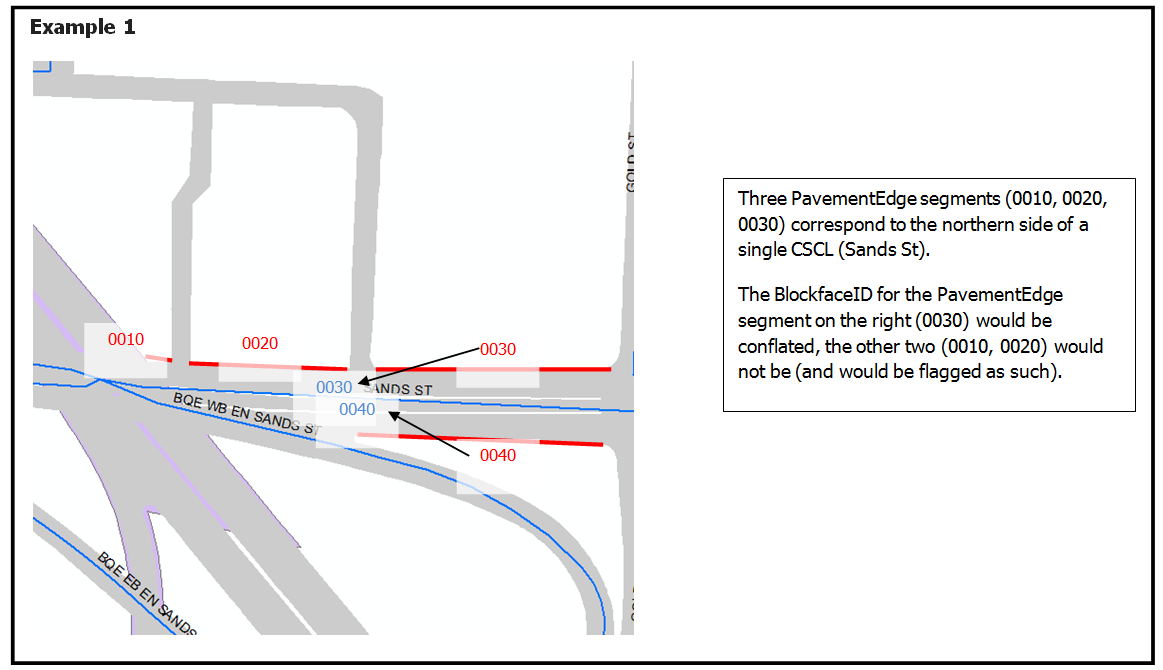 Example 1
GOLD ST
0010
0020
0030
0030
SANDS ST
0040
BQE WB EN SANDS ST
0040
BQE EB EN SANDS
Three PavementEdge segments (0010, 0020,
0030) correspond to the northern side of a
single CSCL (Sands St).
The BlockfaceID for the PavementEdge
segment on the right (0030) would be
conflated, the other two (0010, 0020) would
not be (and would be flagged as such).